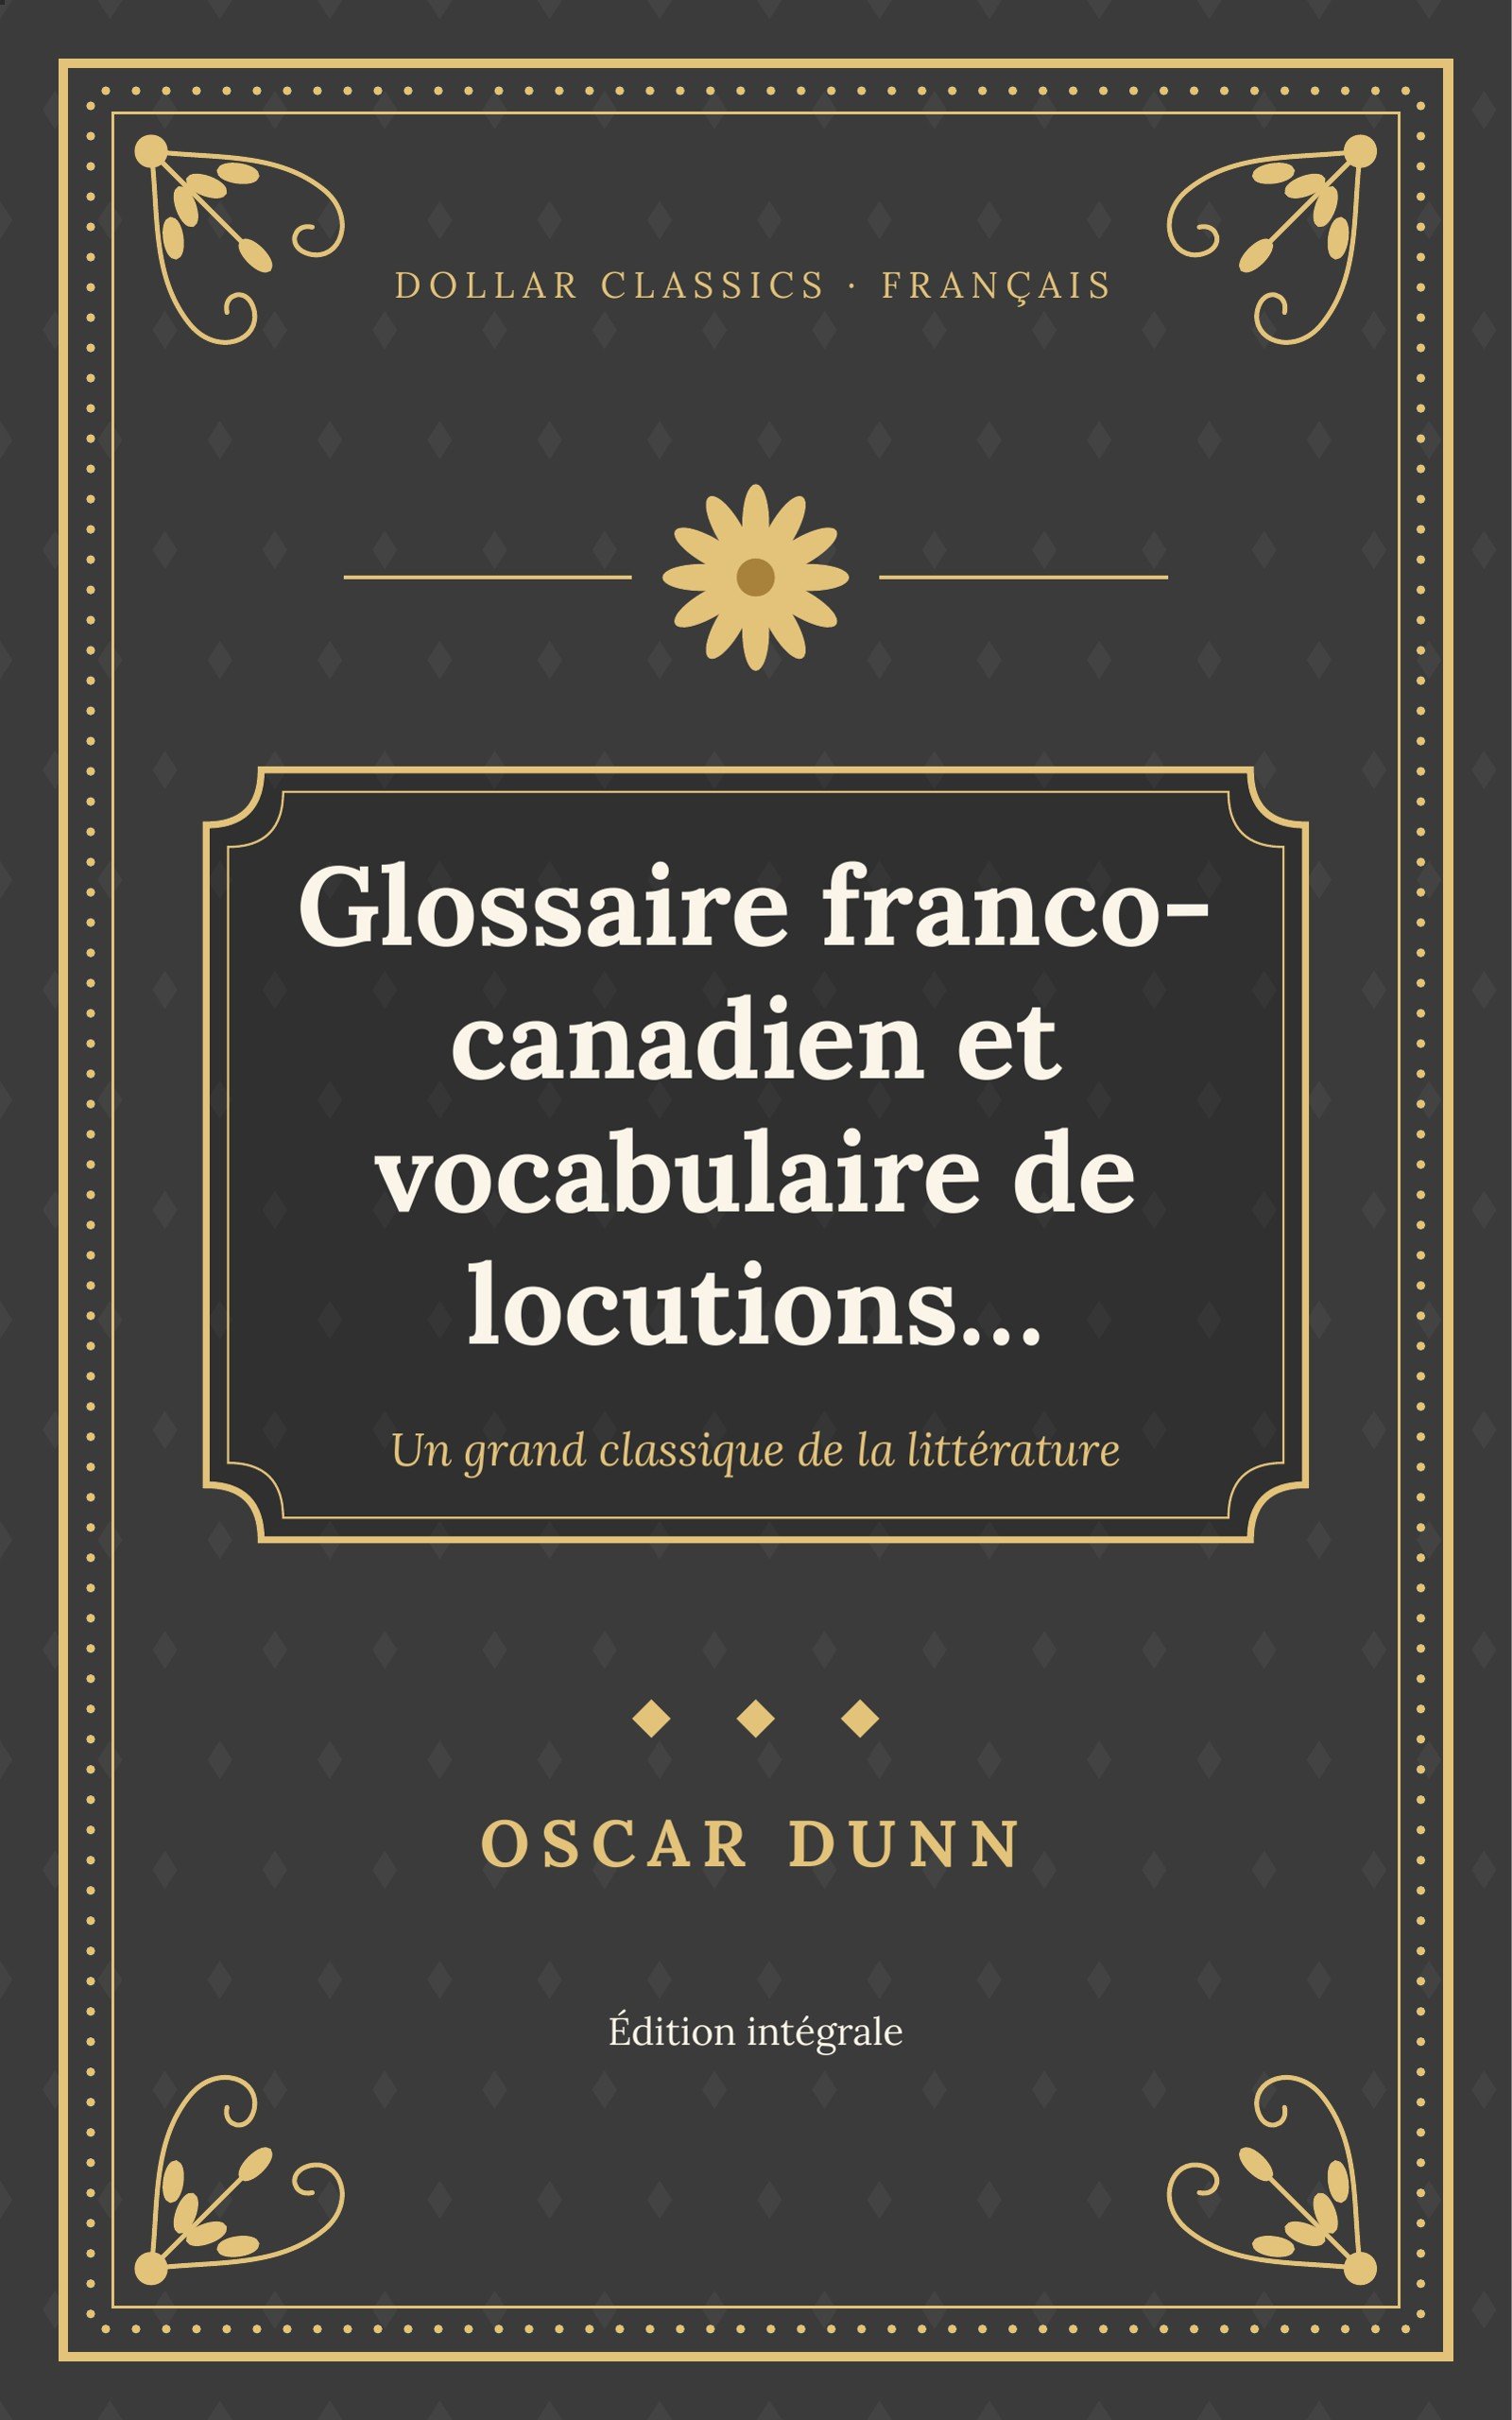 DOLLAR CLASSICS · FRANÇAIS
Glossaire franco-
canadien et
vocabulaire de
locutions...
Un grand classique de la littérature
OSCAR DUNN
Édition intégrale